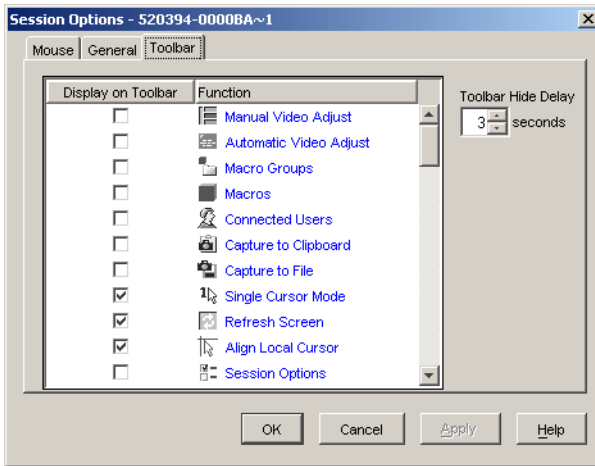 Session Options - 520394-0000BA~1
Mouse General Toolbar
Display on Toolbar Function
Toolbar Hide Delay
3 seconds
Manual Video Adjust
Automatic Video Adjust
Macro Groups
Macros
Connected Users
Capture to Clipboard
Capture to File
Single Cursor Mode
Refresh Screen
Align Local Cursor
Session Options
OK Cancel Apply Help